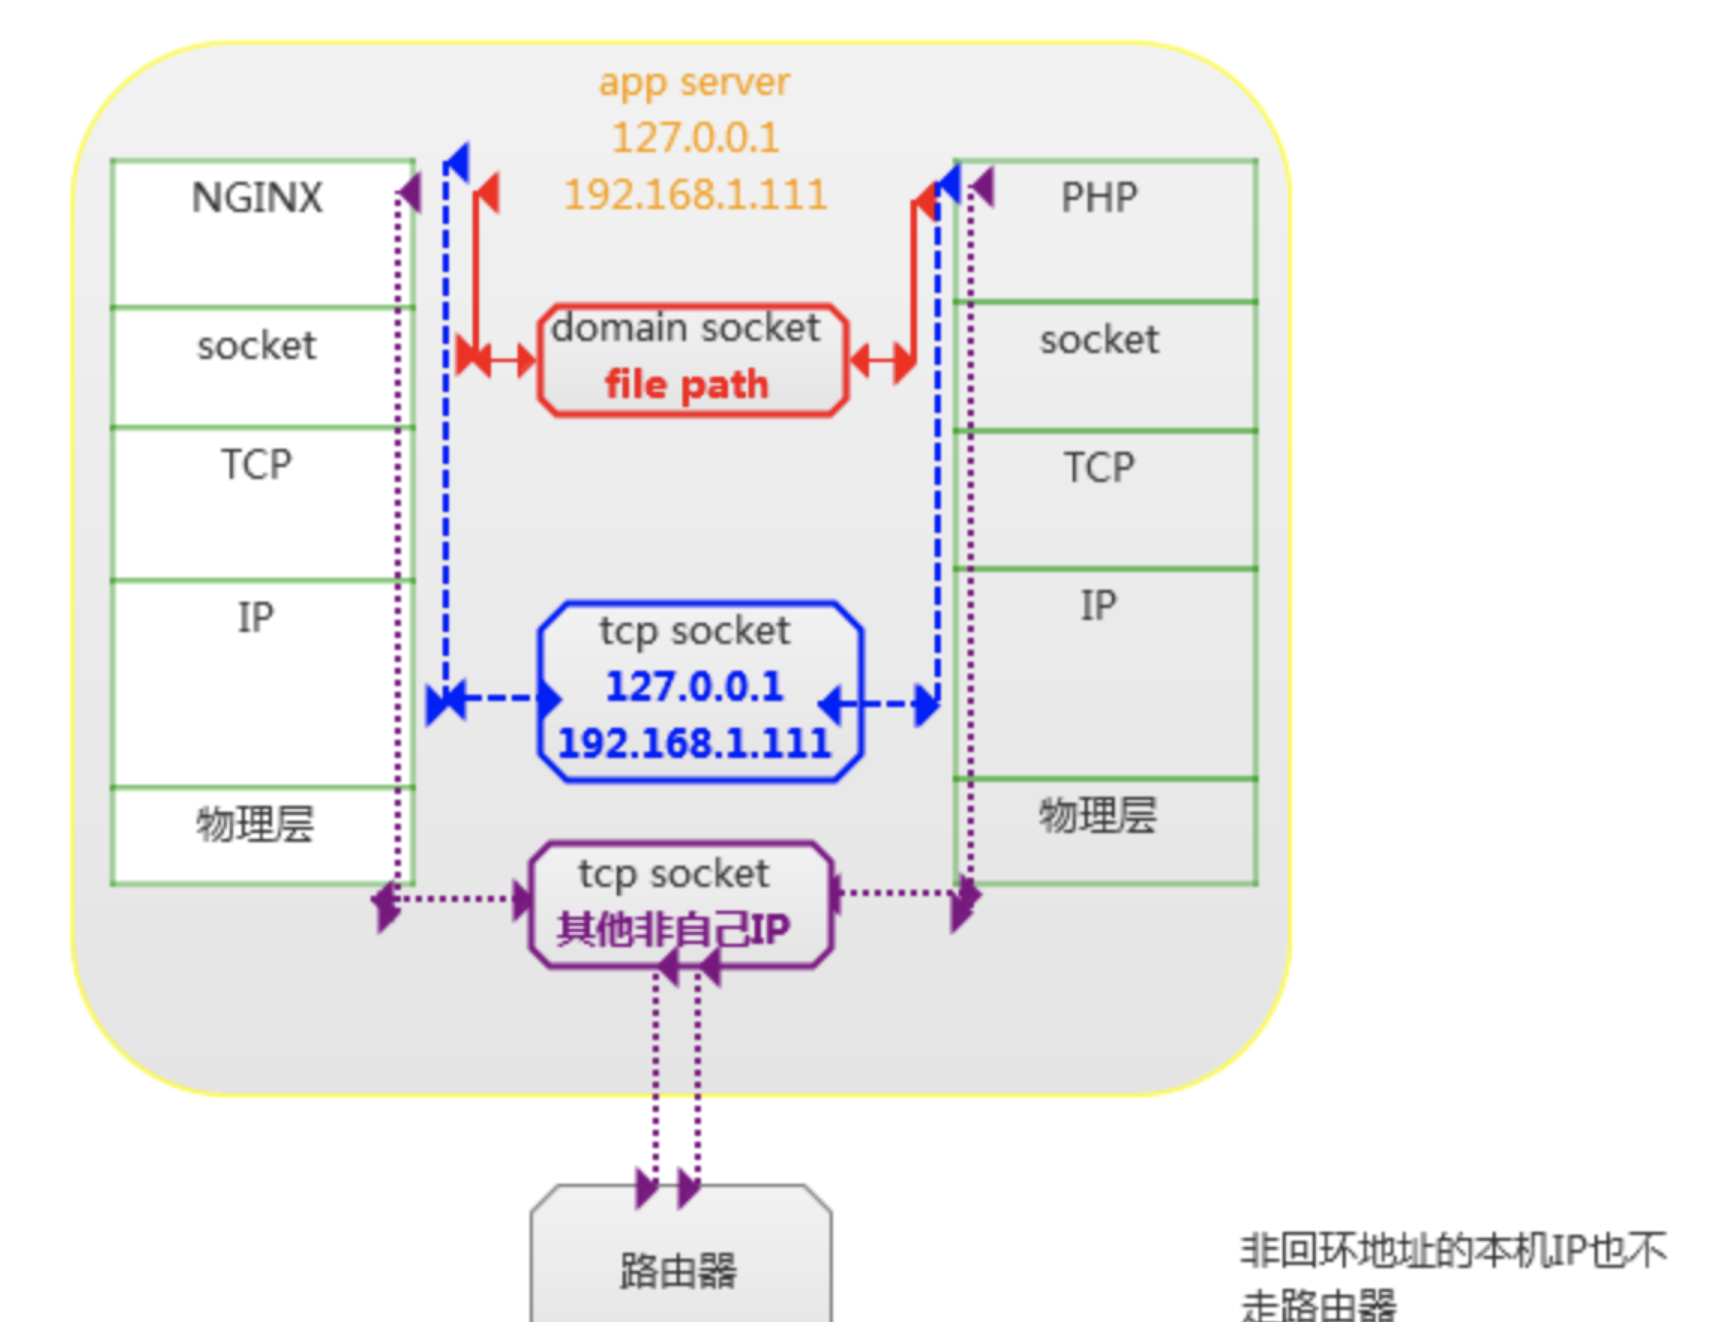 app server
127.0.0.1
192.168.1.111
NGINX
socket
TCP
IP
物理层
domain socket
file path
tcp socket
127.0.0.1
192.168.1.111
tcp socket
其他非自己IP
PHP
socket
TCP
IP
物理层
路由器
非回环地址的本机IP也不
走路由器